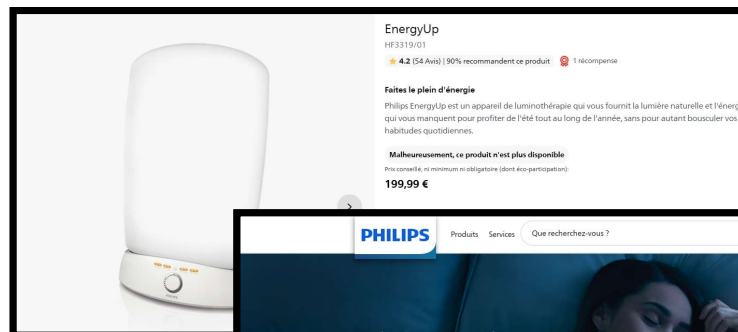 EnergyUp
HF3319/01
4.2 (54 Avis) | 90% recommandent ce produit 1 récompense
Faites le plein d'énergie
Philips EnergyUp est un appareil de luminothérapie qui vous fournit la lumière naturelle et l'énerg
qui vous manquent pour profiter de l'été tout au long de l'année, sans pour autant bousculer vos
habitudes quotidiennes.
Malheureusement, ce produit n'est plus disponible
Prix conseillé, ni minimum ni obligatoire (dont éco-participation):
199,99 €
PHILIPS Produits Services Que recherchez-vous ?
PHILIPS